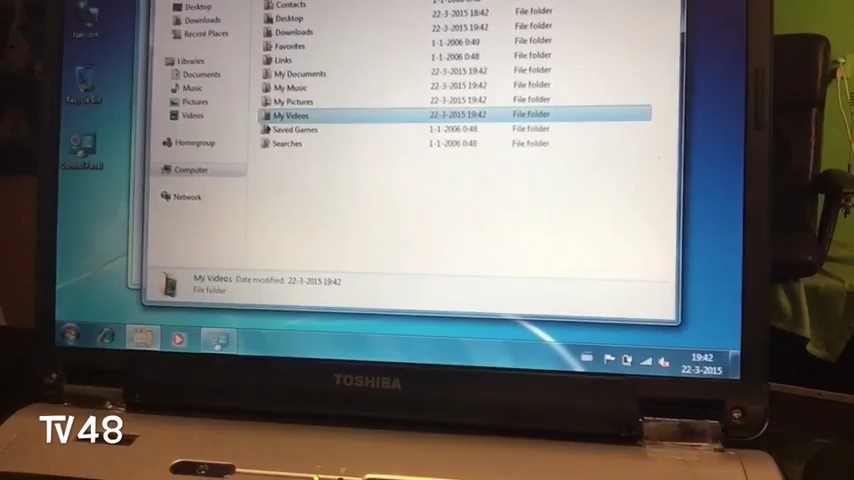 Desktop
Downloads
Recent Places
Libraries
Documents
Music
Pictures
Videos
Homegroup
Computer
Network
Contacts
Desktop 22-3-2015 18:42 File folder
Downloads 22-3-2015 19:42 File folder
Favorites 1-1-2006 0:49 File folder
Links 1-1-2006 0:48 File folder
My Documents 22-3-2015 19:42 File folder
My Music 22-3-2015 19:42 File folder
My Pictures 22-3-2015 19:42 File folder
My Videos 22-3-2015 19:42 File folder
Saved Games 1-1-2006 0:48 File folder
Searches 1-1-2006 0:48 File folder
Network
Recycle Bin
Control Panel
My Videos Date modified: 22-3-2015 19:42
File folder
19:42
22-3-2015
TOSHIBA
TV48